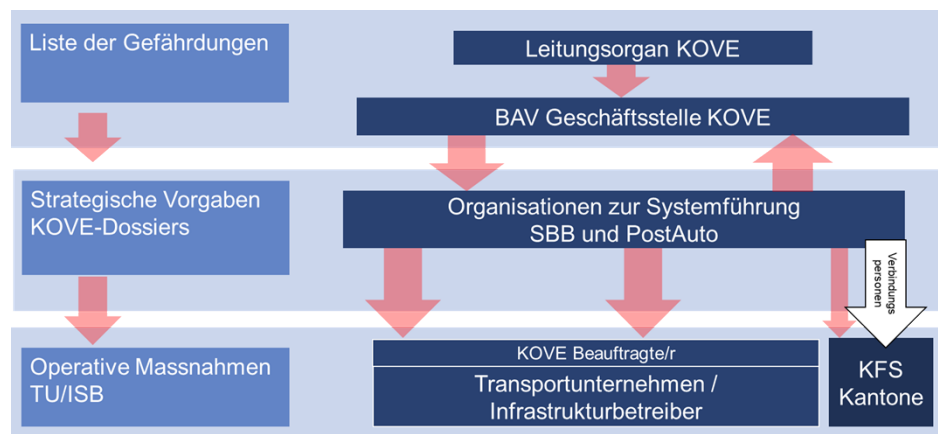 Liste der Gefährdungen
Leitungsorgan KOVE
BAV Geschäftsstelle KOVE
Strategische Vorgaben
KOVE-Dossiers
Organisationen zur Systemführung
SBB und PostAuto
Verbindungs
personen
Operative Massnahmen
TU/ISB
KOVE Beauftragte/r
Transportunternehmen /
Infrastrukturbetreiber
KFS
Kantone